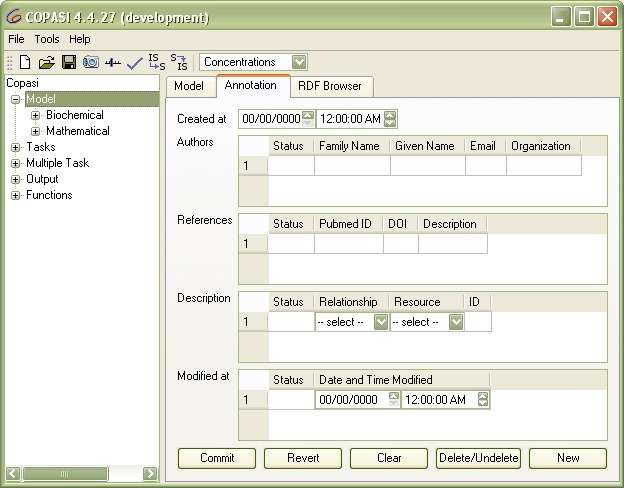 COPASI 4.4.27 (development)
File Tools Help
IS S S IS Concentrations
Copasi
Model
Biochemical
Mathematical
Tasks
Multiple Task
Output
Functions
Model Annotation RDF Browser
Created at 00/00/0000 12:00:00 AM
Authors
Status Family Name Given Name Email Organization
1
References
Status Pubmed ID DOI Description
1
Description
Status Relationship Resource ID
1 -- select -- -- select --
Modified at
Status Date and Time Modified
1 00/00/0000 12:00:00 AM
Commit Revert Clear Delete/Undelete New